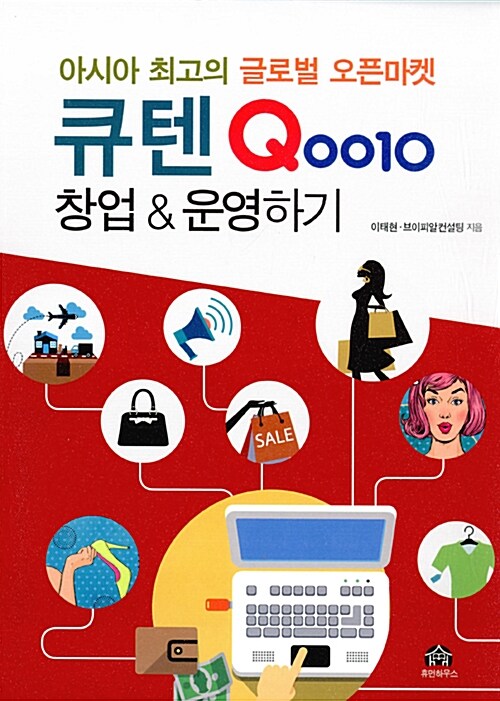 아시아 최고의 글로벌 오픈마켓
큐텐 Qoo10
창업 & 운영하기
이태현·브이피알컨설팅 지음
SALE
휴먼하우스